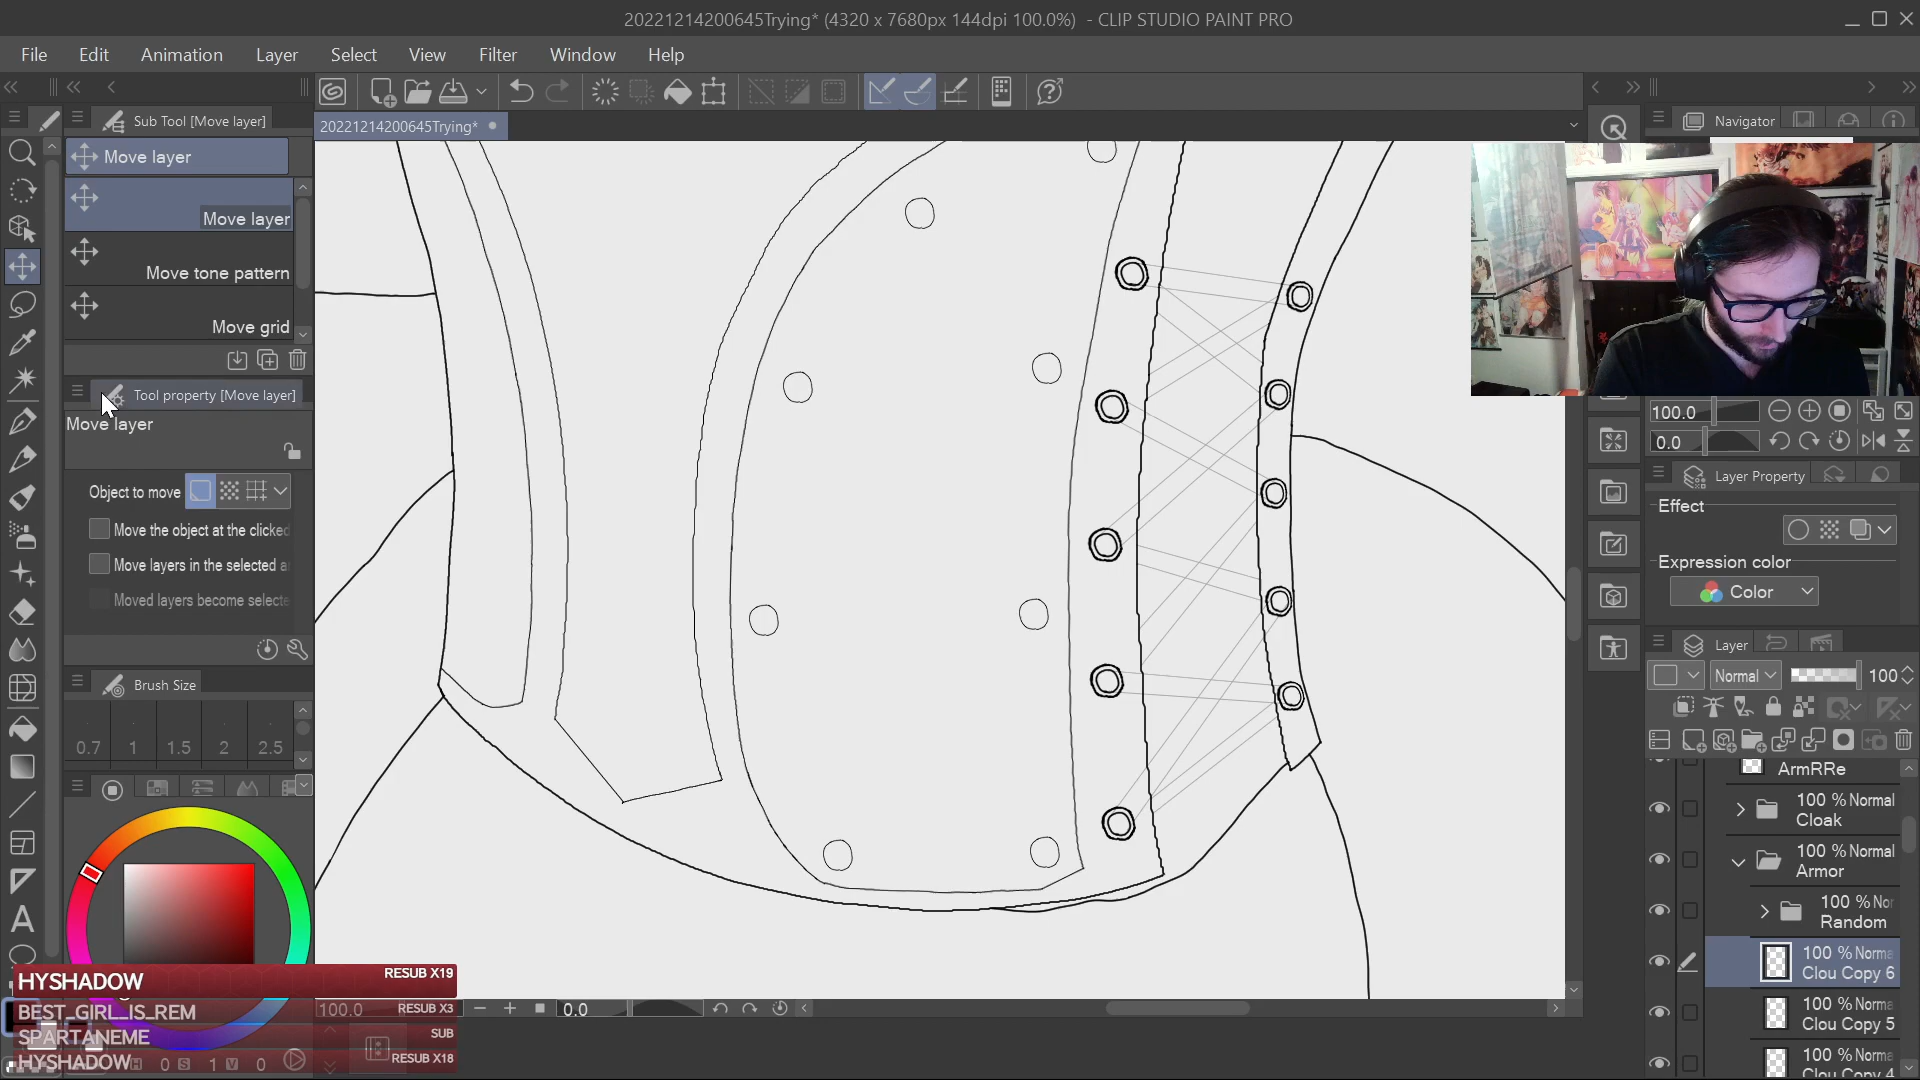 20221214200645Trying* (4320 x 7680px 144dpi 100.0%) - CLIP STUDIO PAINT PRO
File Edit Animation Layer Select View Filter Window Help
Sub Tool [Move layer]
20221214200645Trying*
Navigator
Move layer
Move layer
Move tone pattern
Move grid
Tool property [Move layer]
Move layer
Object to move
Move the object at the clicked
Move layers in the selected a
Moved layers become selecte
Brush Size
0.7 1 1.5 2 2.5
100.0
0.0
Layer Property
Effect
Expression color
Color
Layer
Normal 100
ArmRRe
100 % Normal
Cloak
100 % Normal
Armor
100 % Nor
Random
100 % Norma
Clou Copy 6
100 % Norma
Clou Copy 5
100 % Norma
Clou Copy 4
HYSHADOW RESUB X19
BEST_GIRL_IS_REM RESUB X3
SPARTANEME SUB
HYSHADOW RESUB X18
100.0 0.0
H 0 S 1 V 0